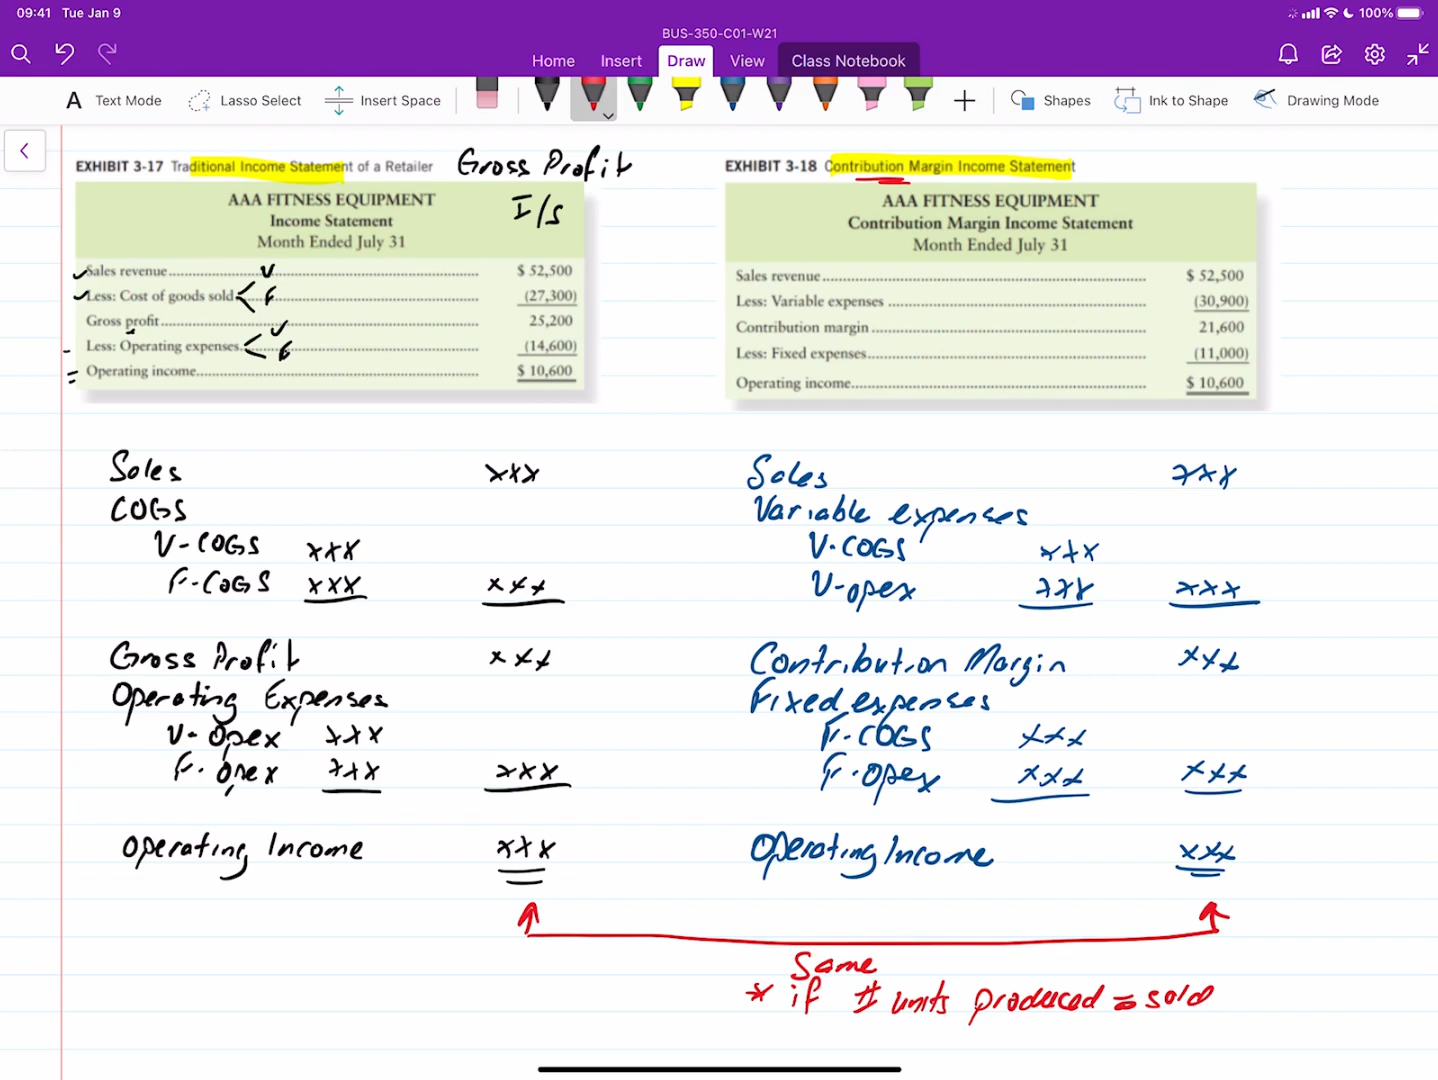 09:41 Tue Jan 9
100%
BUS-350-C01-W21
Home Insert Draw View Class Notebook
A Text Mode Lasso Select Insert Space Shapes Ink to Shape Drawing Mode
EXHIBIT 3-17 Traditional Income Statement of a Retailer
Gross Profit
I/S
AAA FITNESS EQUIPMENT
Income Statement
Month Ended July 31
Sales revenue $ 52,500
Less: Cost of goods sold < V F (27,300)
Gross profit 25,200
Less: Operating expenses < V F (14,600)
Operating income $ 10,600
EXHIBIT 3-18 Contribution Margin Income Statement
AAA FITNESS EQUIPMENT
Contribution Margin Income Statement
Month Ended July 31
Sales revenue $ 52,500
Less: Variable expenses (30,900)
Contribution margin 21,600
Less: Fixed expenses (11,000)
Operating income $ 10,600
Sales xxx
COGS
V-COGS xxx
F-COGS xxx xxx
Gross Profit xxx
Operating Expenses
V-Opex xxx
F-Opex xxx xxx
Operating Income xxx
Sales xxx
Variable expenses
V-COGS xxx
V-opex xxx xxx
Contribution Margin xxx
Fixed expenses
F-COGS xxx
F-Opex xxx xxx
Operating Income xxx
Same
* if # units produced = sold